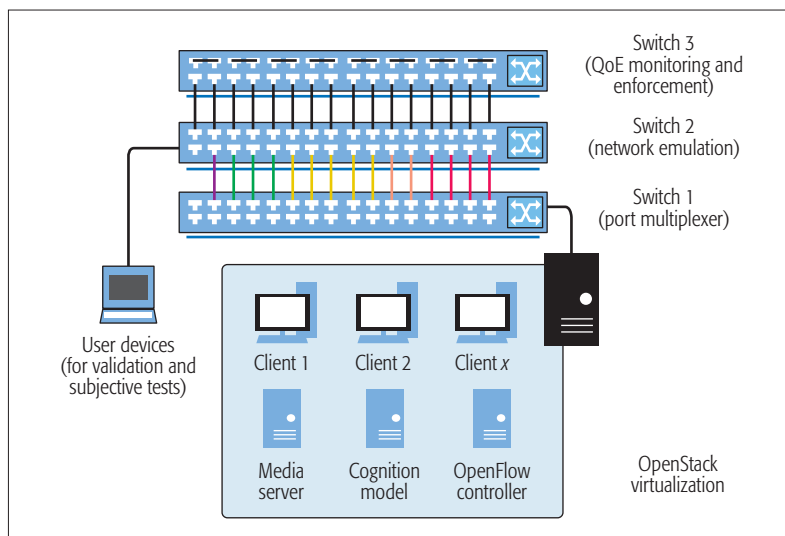 Switch 3
(QoE monitoring and
enforcement)
Switch 2
(network emulation)
Switch 1
(port multiplexer)
User devices
(for validation and
subjective tests)
Client 1
Client 2
Client x
Media
server
Cognition
model
OpenFlow
controller
OpenStack
virtualization